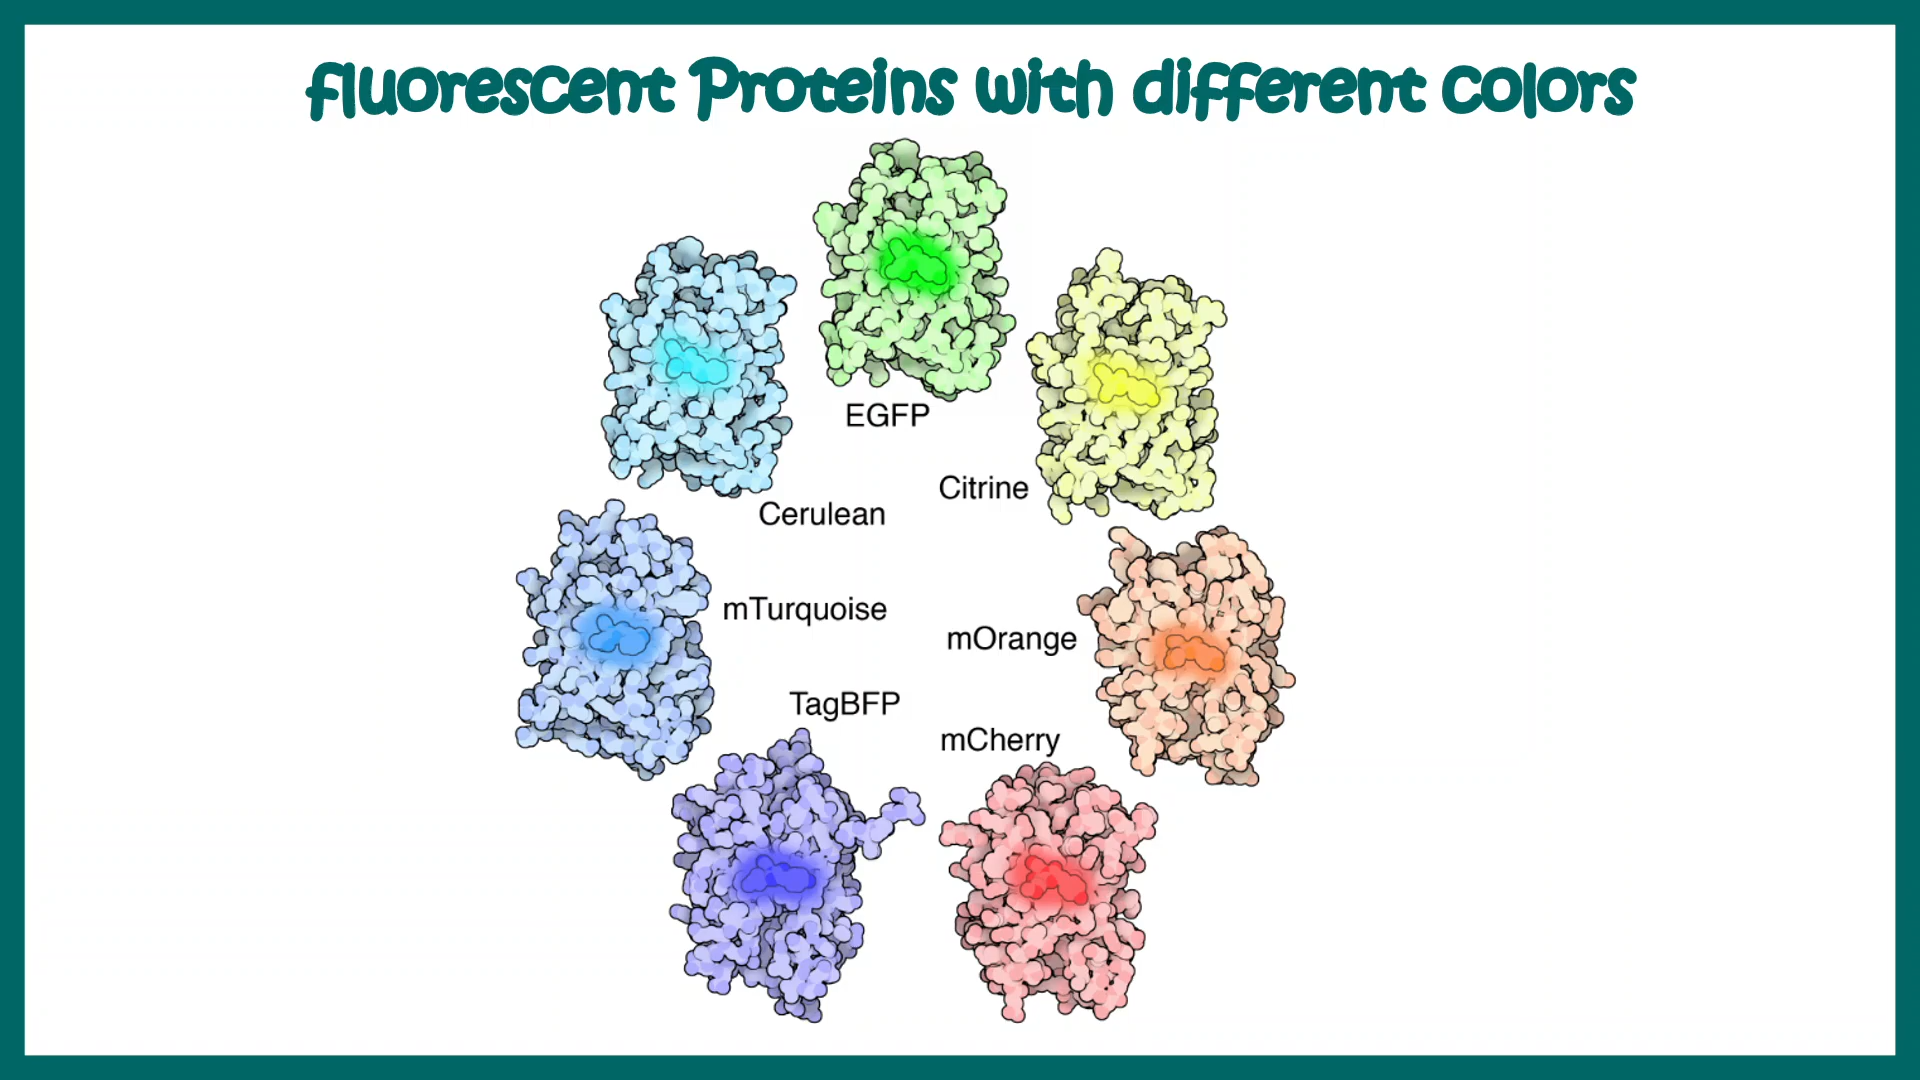 fluorescent Proteins with different colors
EGFP
Citrine
Cerulean
mTurquoise
mOrange
TagBFP
mCherry